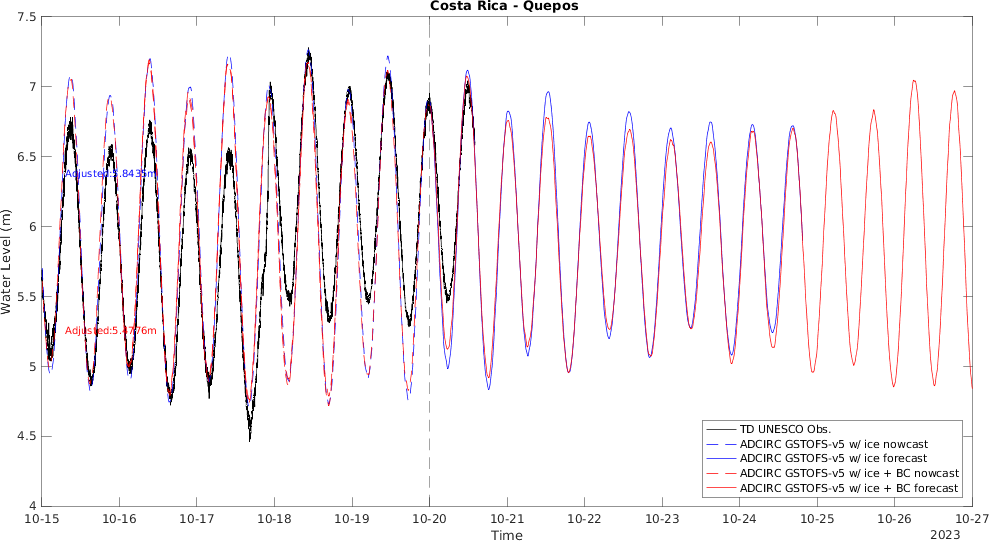 Costa Rica - Quepos
7.5
7
6.5
6
5.5
5
4.5
4
Water Level (m)
Adjusted:5.4776m
10-15
10-16
10-17
10-18
10-19
10-20
10-21
10-22
10-23
10-24
10-25
10-26
10-27
Time
2023
TD UNESCO Obs.
ADCIRC GSTOFS-v5 w/ ice nowcast
ADCIRC GSTOFS-v5 w/ ice forecast
ADCIRC GSTOFS-v5 w/ ice + BC nowcast
ADCIRC GSTOFS-v5 w/ ice + BC forecast